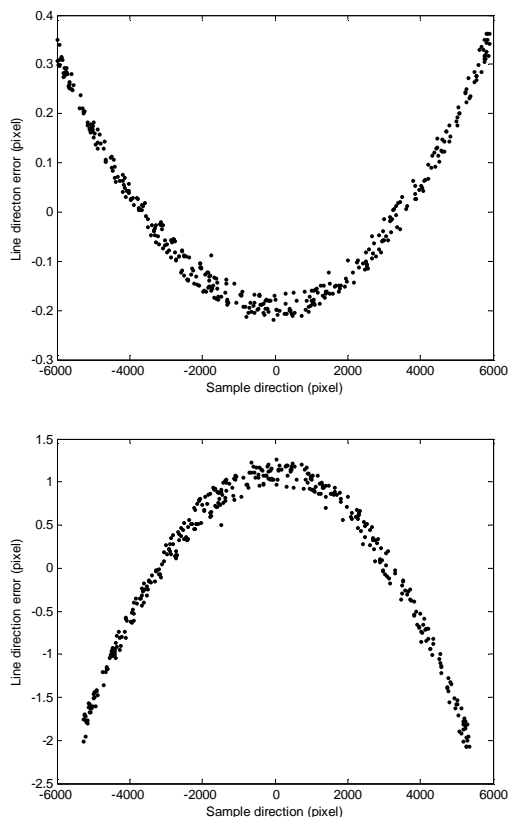 0.4
0.3
0.2
0.1
0
-0.1
-0.2
-0.3
Line directon error (pixel)
-6000 -4000 -2000 0 2000 4000 6000
Sample direction (pixel)
1.5
1
0.5
0
-0.5
-1
-1.5
-2
-2.5
Line direction error (pixel)
-6000 -4000 -2000 0 2000 4000 6000
Sample direction (pixel)